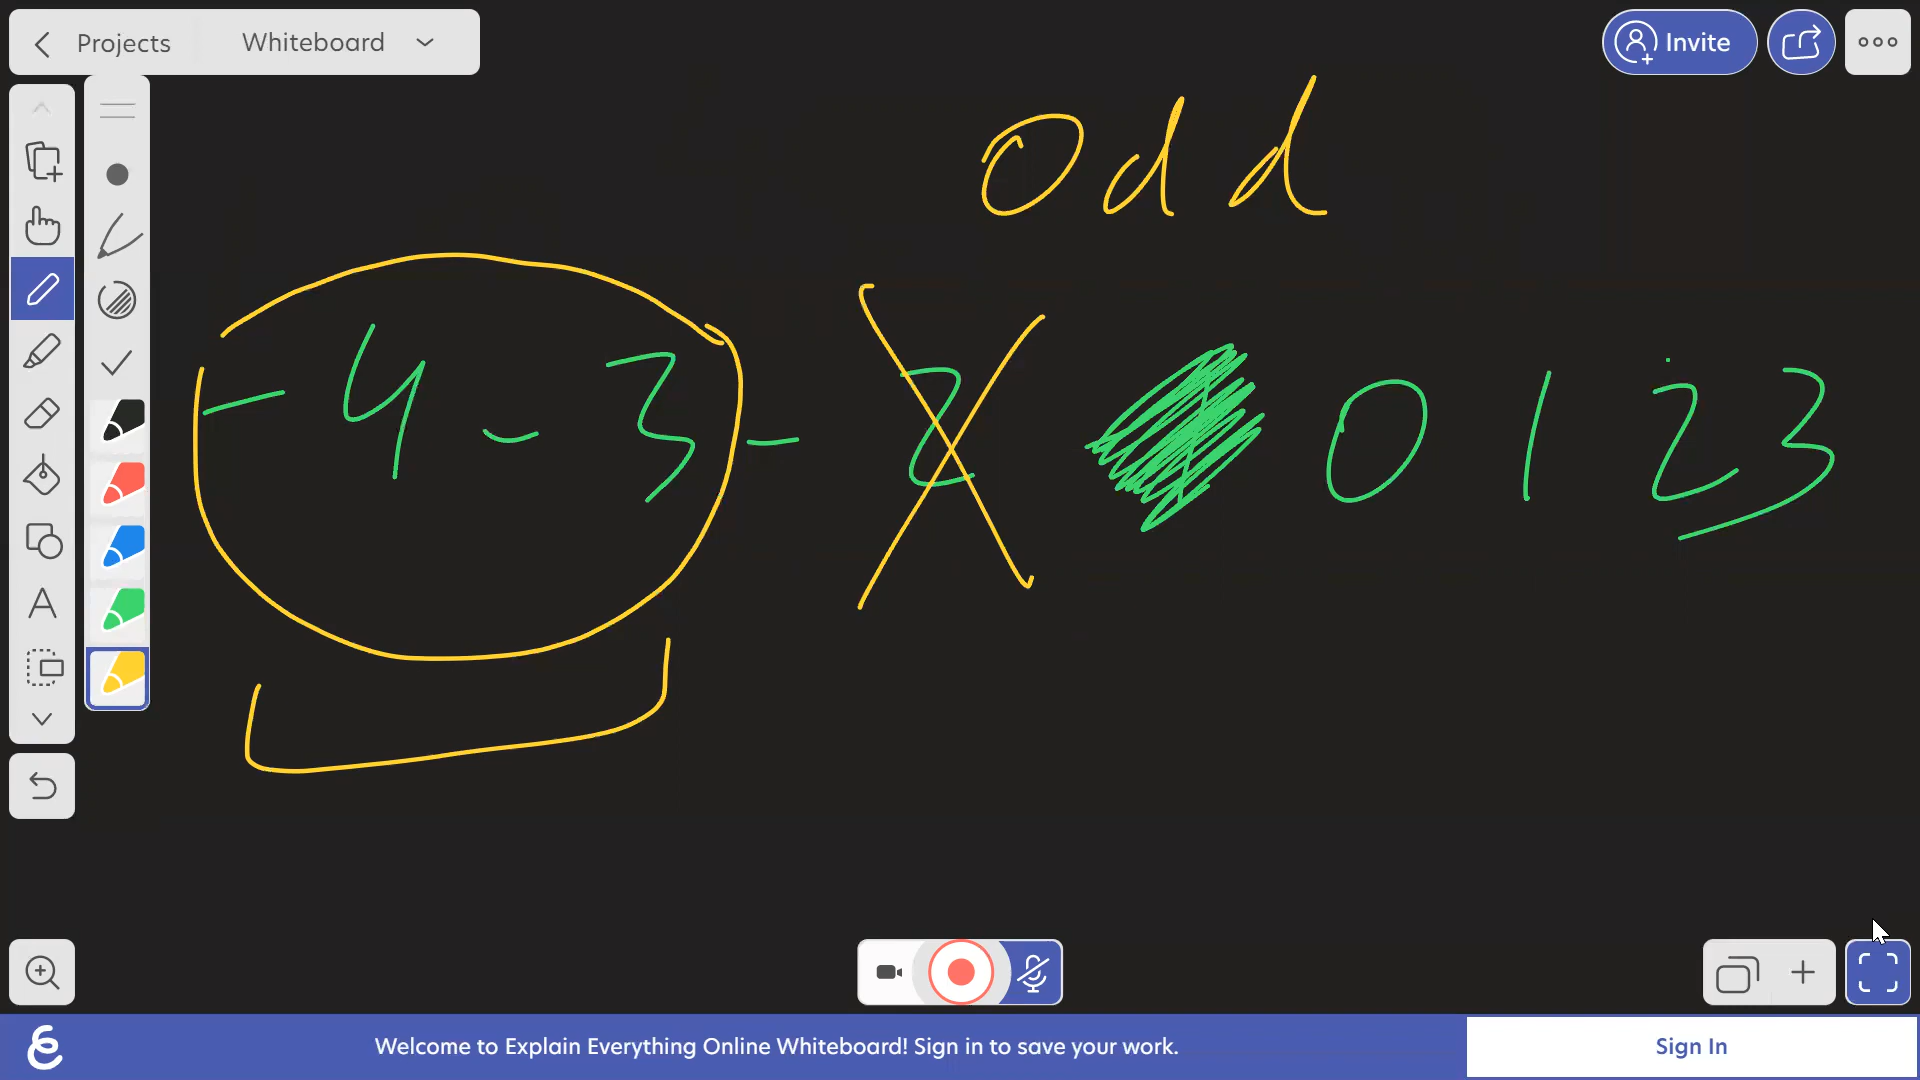 Projects Whiteboard Invite
Odd
-4 -3 -2 0 1 2 3
A
Welcome to Explain Everything Online Whiteboard! Sign in to save your work. Sign In